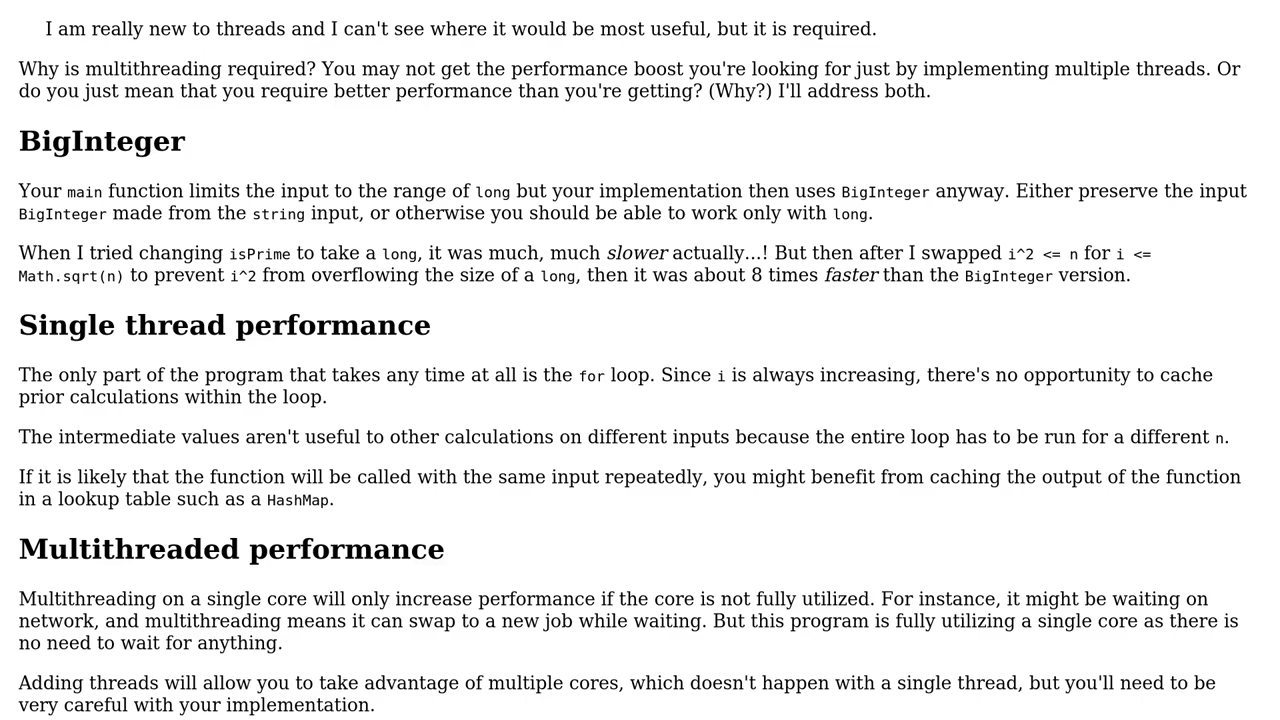 I am really new to threads and I can't see where it would be most useful, but it is required.
Why is multithreading required? You may not get the performance boost you're looking for just by implementing multiple threads. Or
do you just mean that you require better performance than you're getting? (Why?) I'll address both.
BigInteger
Your main function limits the input to the range of long but your implementation then uses BigInteger anyway. Either preserve the input
BigInteger made from the string input, or otherwise you should be able to work only with long.
When I tried changing isPrime to take a long, it was much, much slower actually...! But then after I swapped i^2 <= n for i <=
Math.sqrt(n) to prevent i^2 from overflowing the size of a long, then it was about 8 times faster than the BigInteger version.
Single thread performance
The only part of the program that takes any time at all is the for loop. Since i is always increasing, there's no opportunity to cache
prior calculations within the loop.
The intermediate values aren't useful to other calculations on different inputs because the entire loop has to be run for a different n.
If it is likely that the function will be called with the same input repeatedly, you might benefit from caching the output of the function
in a lookup table such as a HashMap.
Multithreaded performance
Multithreading on a single core will only increase performance if the core is not fully utilized. For instance, it might be waiting on
network, and multithreading means it can swap to a new job while waiting. But this program is fully utilizing a single core as there is
no need to wait for anything.
Adding threads will allow you to take advantage of multiple cores, which doesn't happen with a single thread, but you'll need to be
very careful with your implementation.